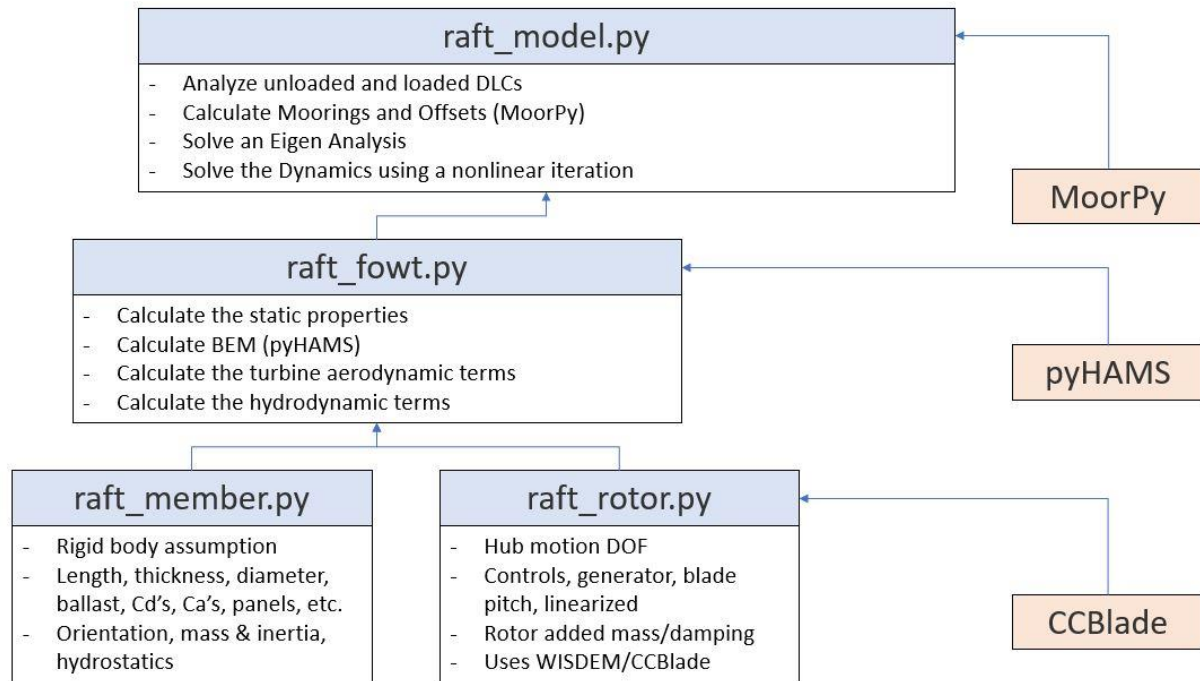 raft_model.py
- Analyze unloaded and loaded DLCs
- Calculate Moorings and Offsets (MoorPy)
- Solve an Eigen Analysis
- Solve the Dynamics using a nonlinear iteration
MoorPy
raft_fowt.py
- Calculate the static properties
- Calculate BEM (pyHAMS)
- Calculate the turbine aerodynamic terms
- Calculate the hydrodynamic terms
pyHAMS
raft_member.py
- Rigid body assumption
- Length, thickness, diameter,
ballast, Cd's, Ca's, panels, etc.
- Orientation, mass & inertia,
hydrostatics
raft_rotor.py
- Hub motion DOF
- Controls, generator, blade
pitch, linearized
- Rotor added mass/damping
- Uses WISDEM/CCBlade
CCBlade